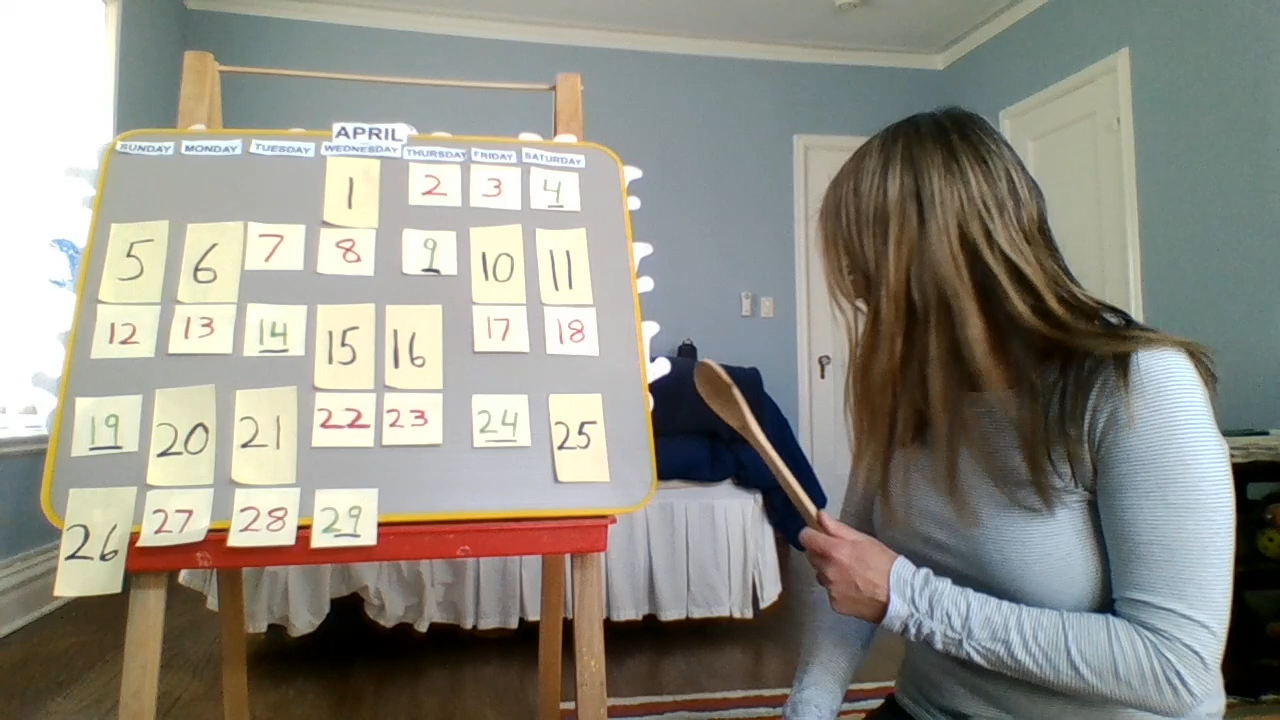 APRIL
SUNDAY MONDAY TUESDAY WEDNESDAY THURSDAY FRIDAY SATURDAY
1 2 3 4
5 6 7 8 9 10 11
12 13 14 15 16 17 18
19 20 21 22 23 24 25
26 27 28 29